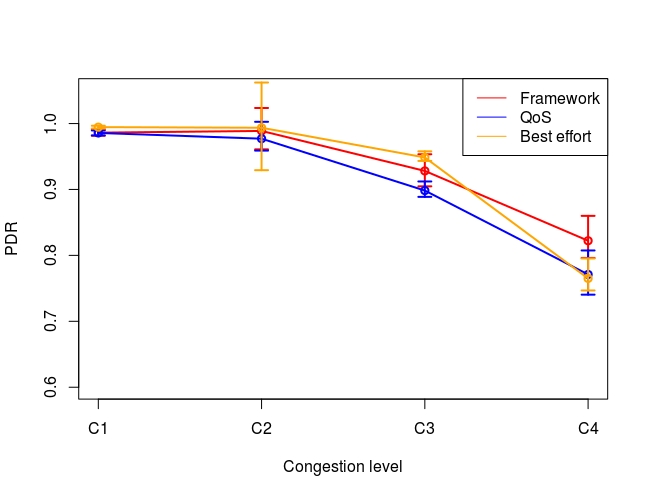 Framework
QoS
Best effort
PDR
1.0
0.9
0.8
0.7
0.6
C1
C2
C3
C4
Congestion level